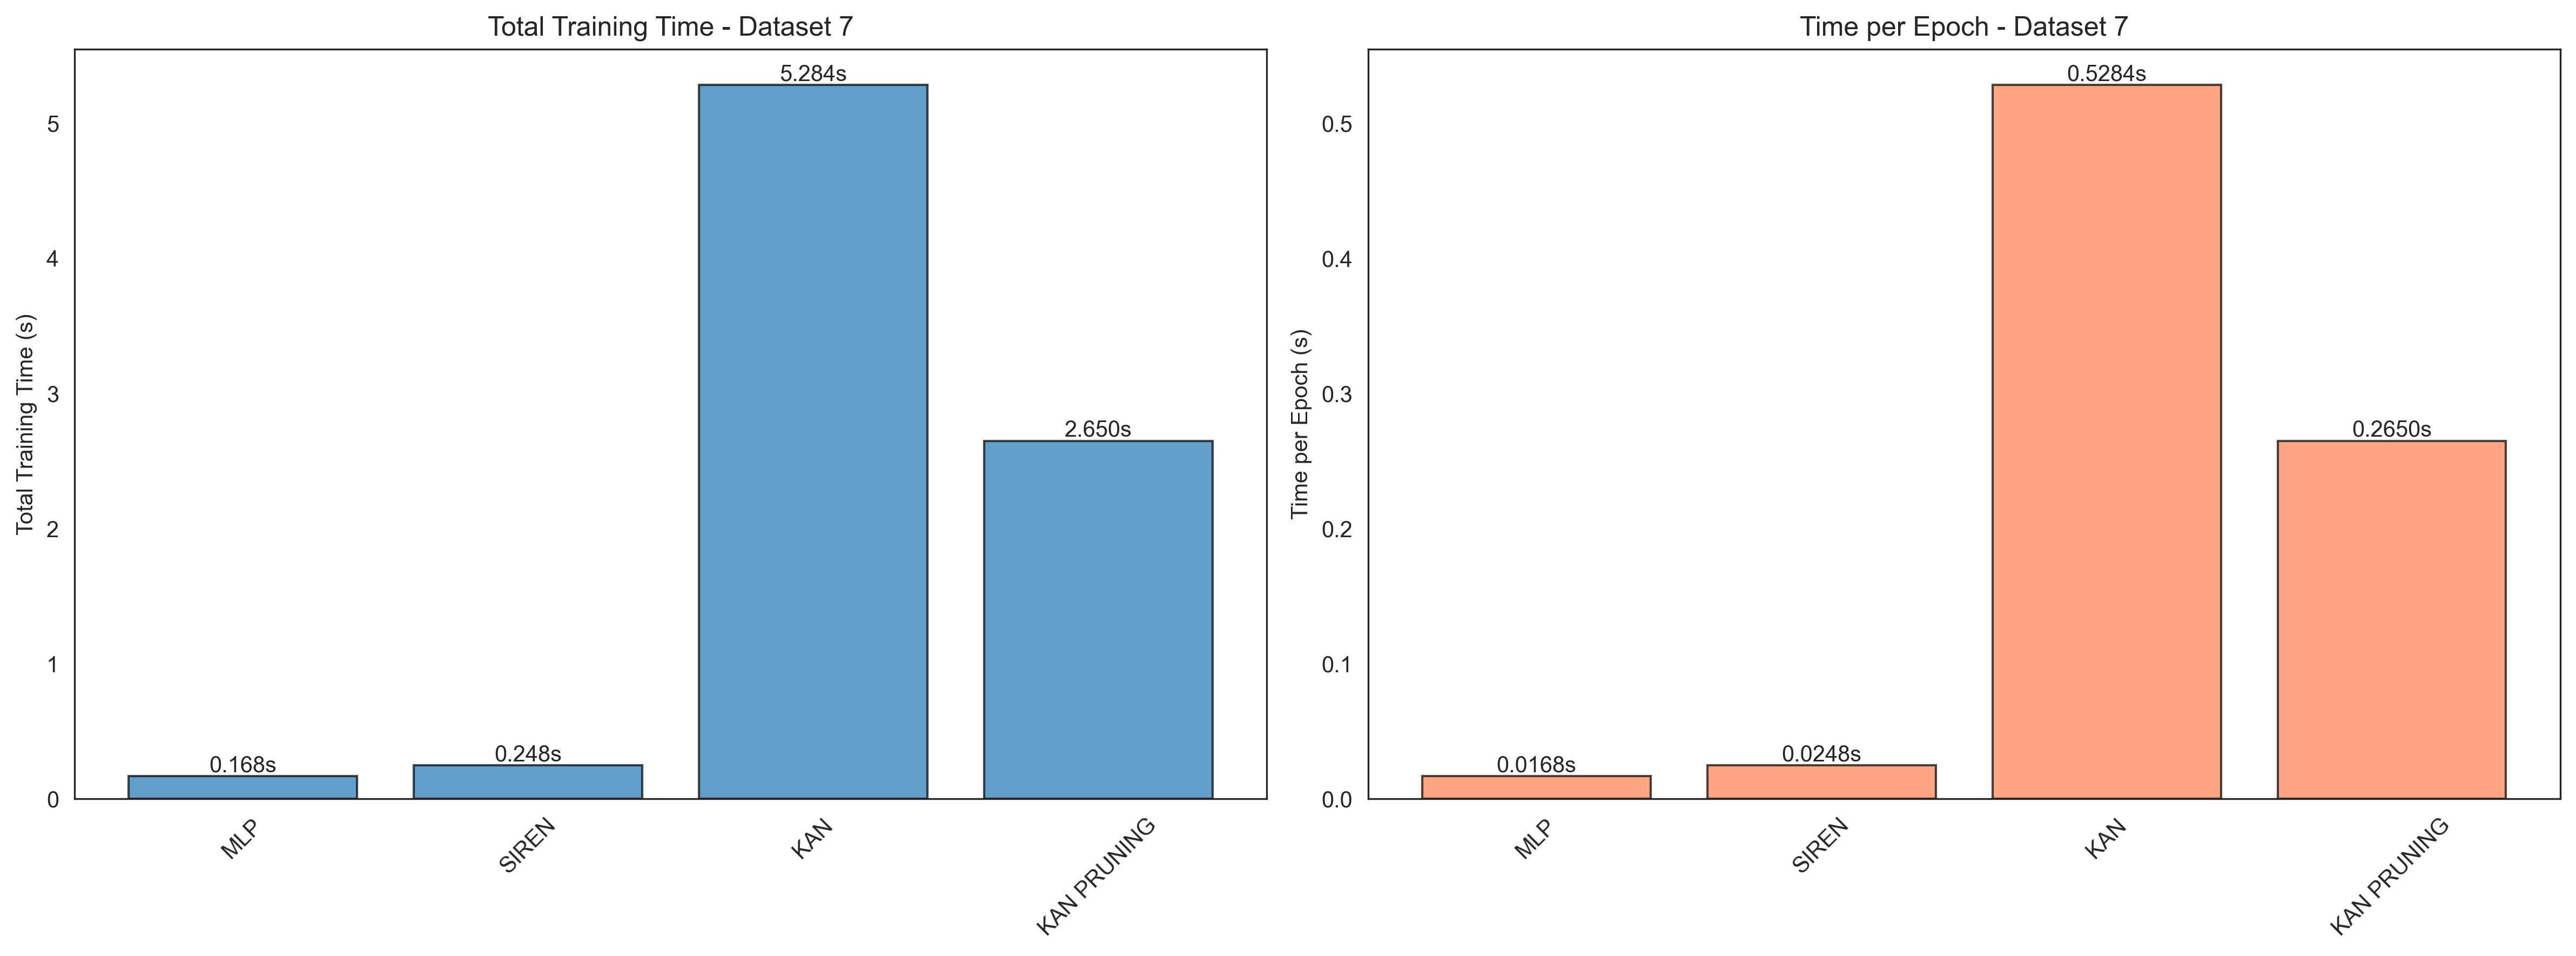 Total Training Time - Dataset 7
Total Training Time (s)
5
4
3
2
1
0
0.168s
0.248s
5.284s
2.650s
MLP
SIREN
KAN
KAN PRUNING
Time per Epoch - Dataset 7
Time per Epoch (s)
0.5
0.4
0.3
0.2
0.1
0.0
0.0168s
0.0248s
0.5284s
0.2650s
MLP
SIREN
KAN
KAN PRUNING